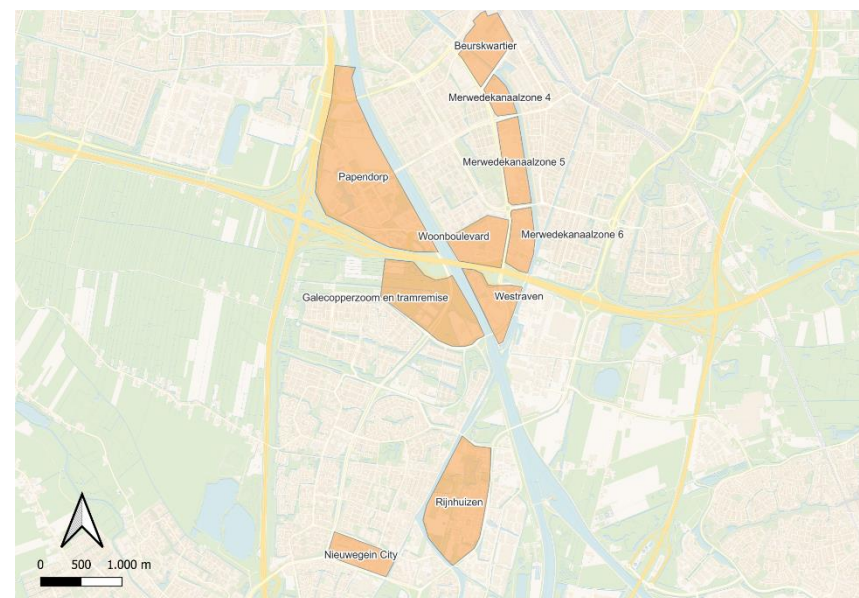 Beurskwartier
Merwedekanaalzone 4
Merwedekanaalzone 5
Papendorp
Woonboulevard
Merwedekanaalzone 6
Galecopperzoom en tramremise
Westraven
Rijnhuizen
Nieuwegein City
0 500 1.000 m